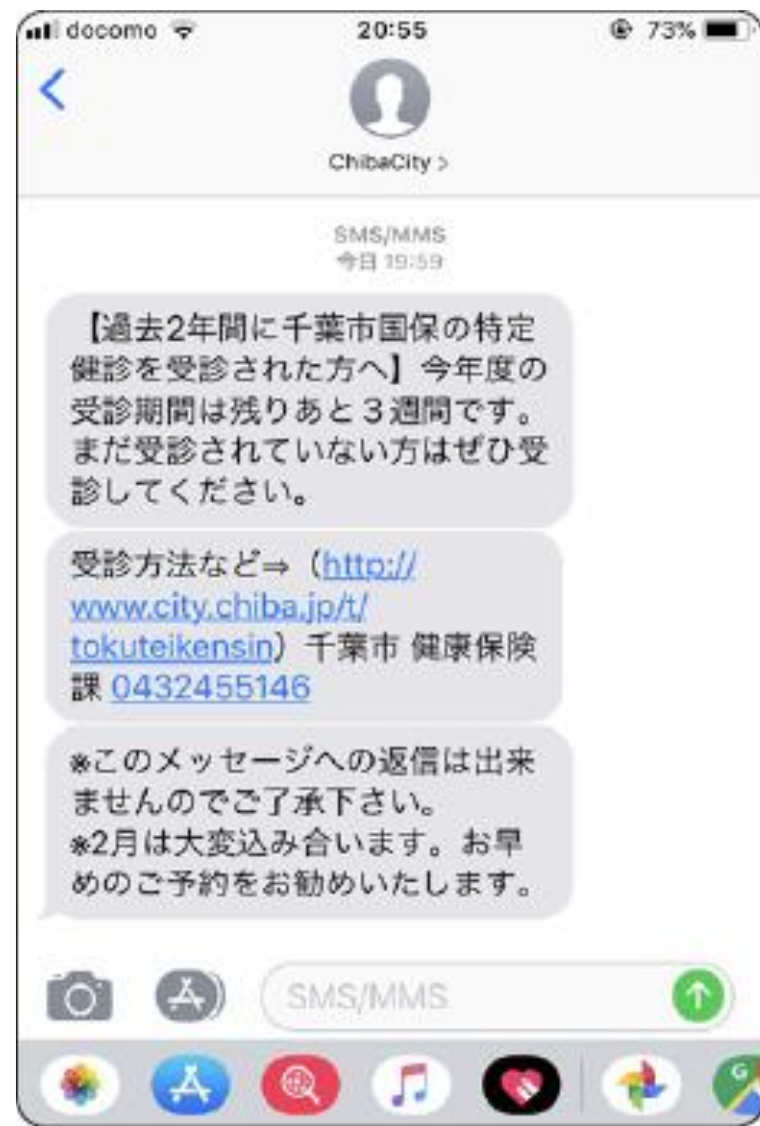 docomo 20:55 73%
ChibaCity >
SMS/MMS
今日 19:59
【過去2年間に千葉市国保の特定
健診を受診された方へ】今年度の
受診期間は残りあと３週間です。
まだ受診されていない方はぜひ受
診してください。
受診方法など⇒（http://
www.city.chiba.jp/t/
tokuteikensin）千葉市 健康保険
課 0432455146
※このメッセージへの返信は出来
ませんのでご了承下さい。
※2月は大変込み合います。お早
めのご予約をお勧めいたします。
SMS/MMS
G